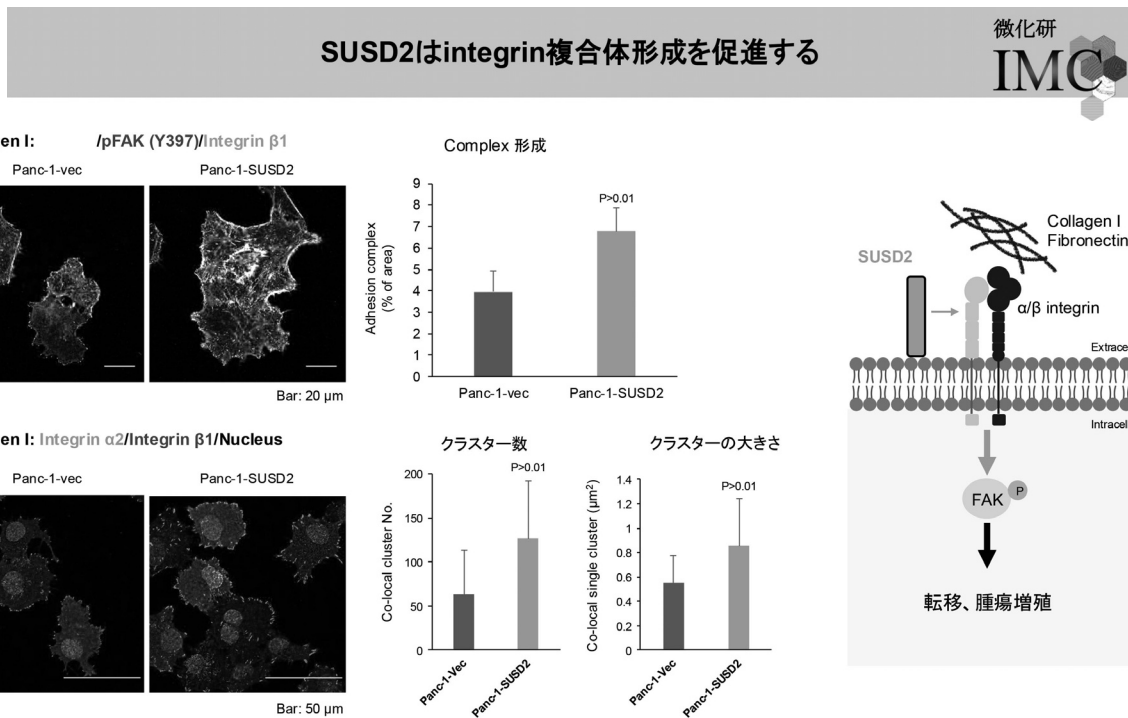 SUSD2はintegrin複合体形成を促進する
微化研
IMC
en I: /pFAK (Y397)/Integrin β1
Panc-1-vec
Panc-1-SUSD2
Bar: 20 μm
Complex 形成
Adhesion complex
(% of area)
9
8
7
6
5
4
3
2
1
0
P>0.01
Panc-1-vec
Panc-1-SUSD2
en I: Integrin α2/Integrin β1/Nucleus
Panc-1-vec
Panc-1-SUSD2
Bar: 50 μm
クラスター数
Co-local cluster No.
200
150
100
50
0
P>0.01
Panc-1-Vec
Panc-1-SUSD2
クラスターの大きさ
Co-local single cluster (μm²)
1.4
1.2
1
0.8
0.6
0.4
0.2
0
P>0.01
Panc-1-Vec
Panc-1-SUSD2
Collagen I
Fibronectin
SUSD2
α/β integrin
Extrace
Intracel
FAK
P
転移、腫瘍増殖